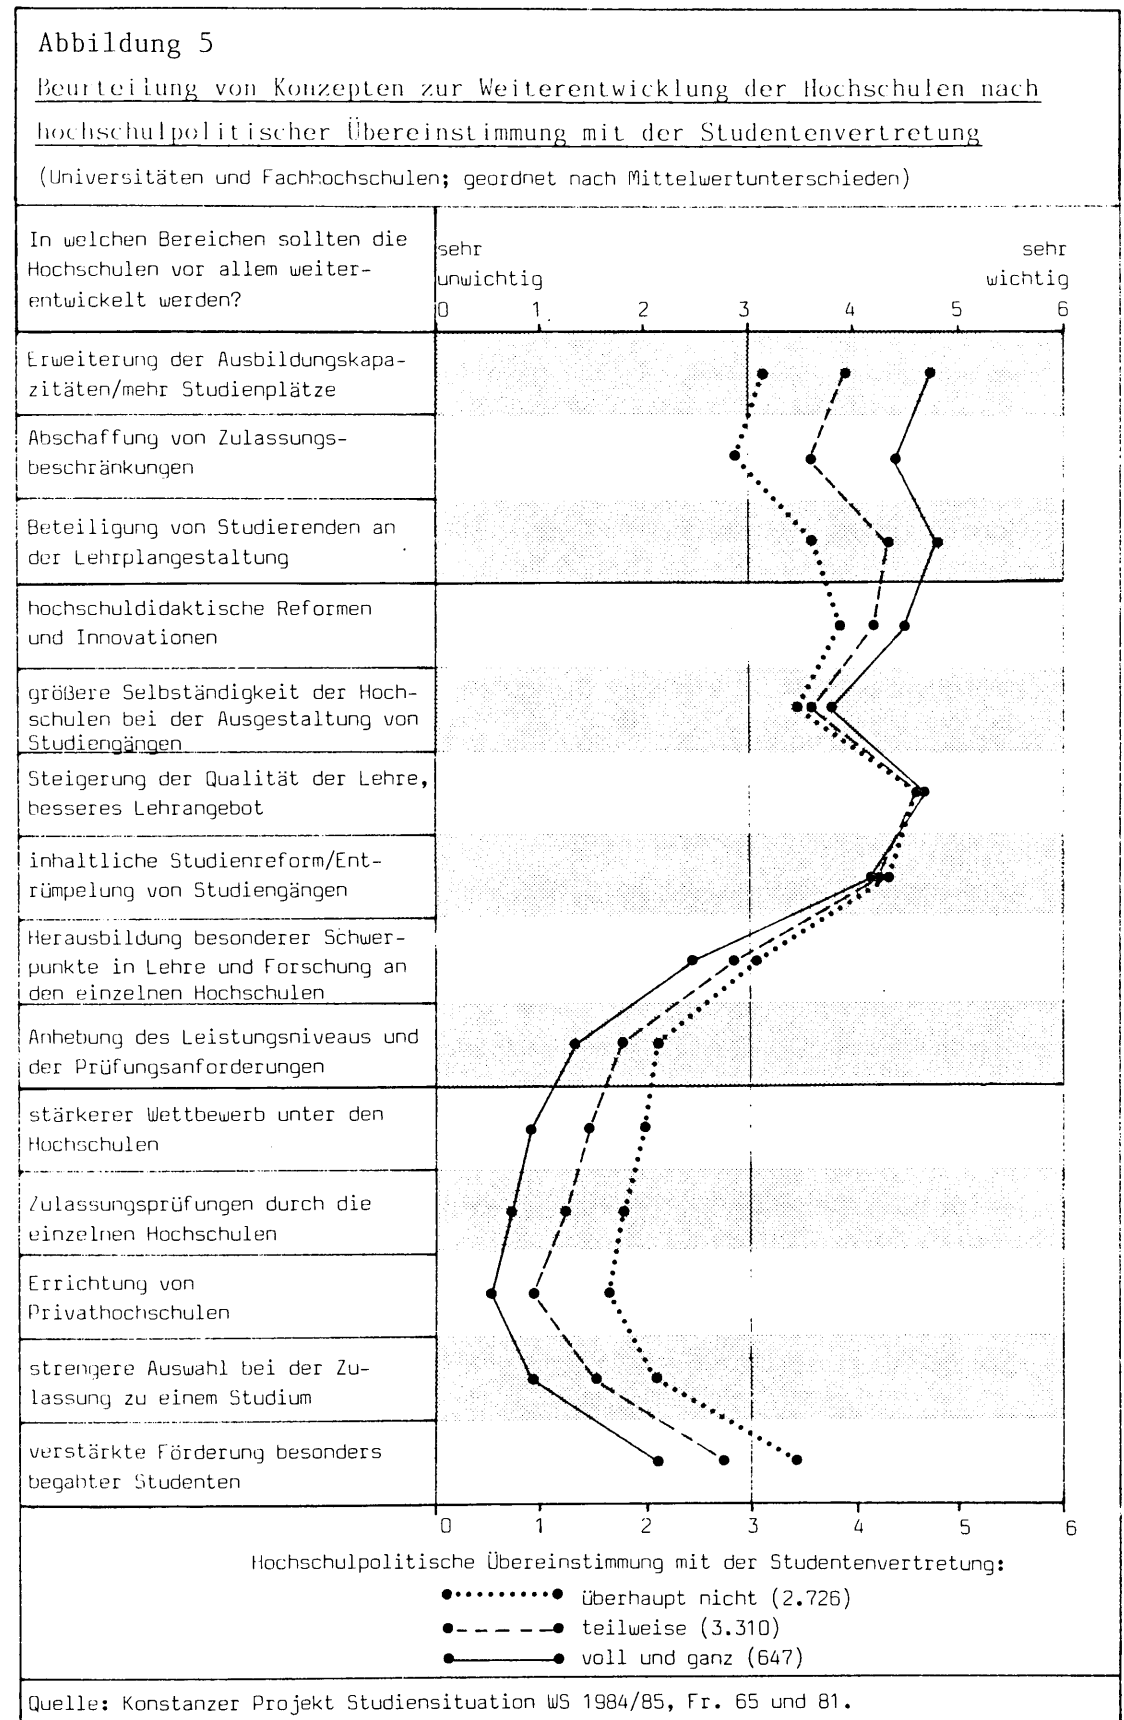 Abbildung 5
Beurteilung von Konzepten zur Weiterentwicklung der Hochschulen nach
hochschulpolitischer Übereinstimmung mit der Studentenvertretung
(Universitäten und Fachhochschulen; geordnet nach Mittelwertunterschieden)
In welchen Bereichen sollten die
Hochschulen vor allem weiter-
entwickelt werden?
sehr
unwichtig
sehr
wichtig
0 1 2 3 4 5 6
Erweiterung der Ausbildungskapa-
zitäten/mehr Studienplätze
Abschaffung von Zulassungs-
beschränkungen
Beteiligung von Studierenden an
der Lehrplangestaltung
hochschuldidaktische Reformen
und Innovationen
größere Selbständigkeit der Hoch-
schulen bei der Ausgestaltung von
Studiengängen
Steigerung der Qualität der Lehre,
besseres Lehrangebot
inhaltliche Studienreform/Ent-
rümpelung von Studiengängen
Herausbildung besonderer Schwer-
punkte in Lehre und Forschung an
den einzelnen Hochschulen
Anhebung des Leistungsniveaus und
der Prüfungsanforderungen
stärkerer Wettbewerb unter den
Hochschulen
Zulassungsprüfungen durch die
einzelnen Hochschulen
Errichtung von
Privathochschulen
strengere Auswahl bei der Zu-
lassung zu einem Studium
verstärkte Förderung besonders
begabter Studenten
0 1 2 3 4 5 6
Hochschulpolitische Übereinstimmung mit der Studentenvertretung:
überhaupt nicht (2.726)
teilweise (3.310)
voll und ganz (647)
Quelle: Konstanzer Projekt Studiensituation WS 1984/85, Fr. 65 und 81.